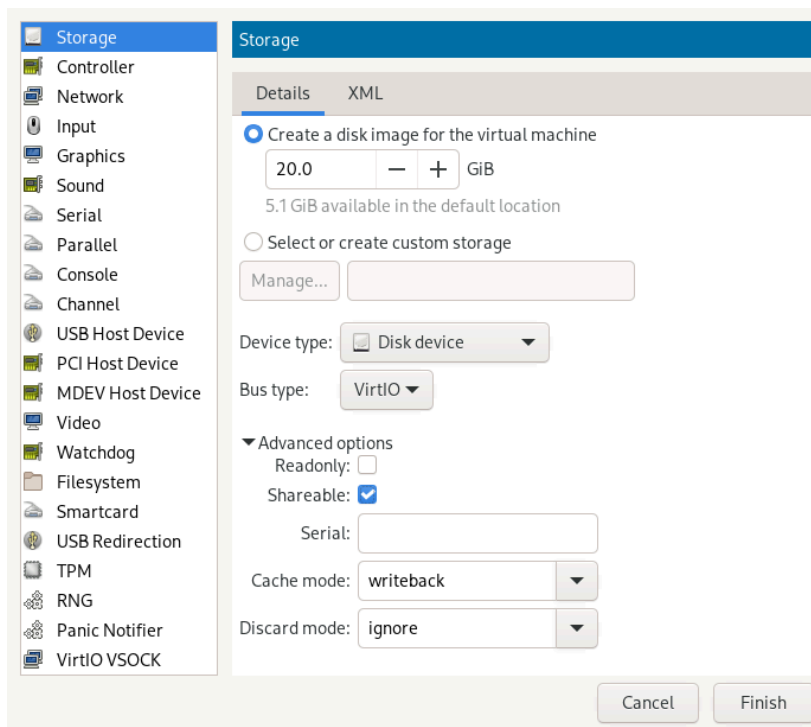 Storage
Controller
Network
Input
Graphics
Sound
Serial
Parallel
Console
Channel
USB Host Device
PCI Host Device
MDEV Host Device
Video
Watchdog
Filesystem
Smartcard
USB Redirection
TPM
RNG
Panic Notifier
VirtIO VSOCK
Storage
Details XML
Create a disk image for the virtual machine
20.0 − + GiB
5.1 GiB available in the default location
Select or create custom storage
Manage...
Device type: Disk device
Bus type: VirtIO
Advanced options
Readonly:
Shareable:
Serial:
Cache mode: writeback
Discard mode: ignore
Cancel Finish